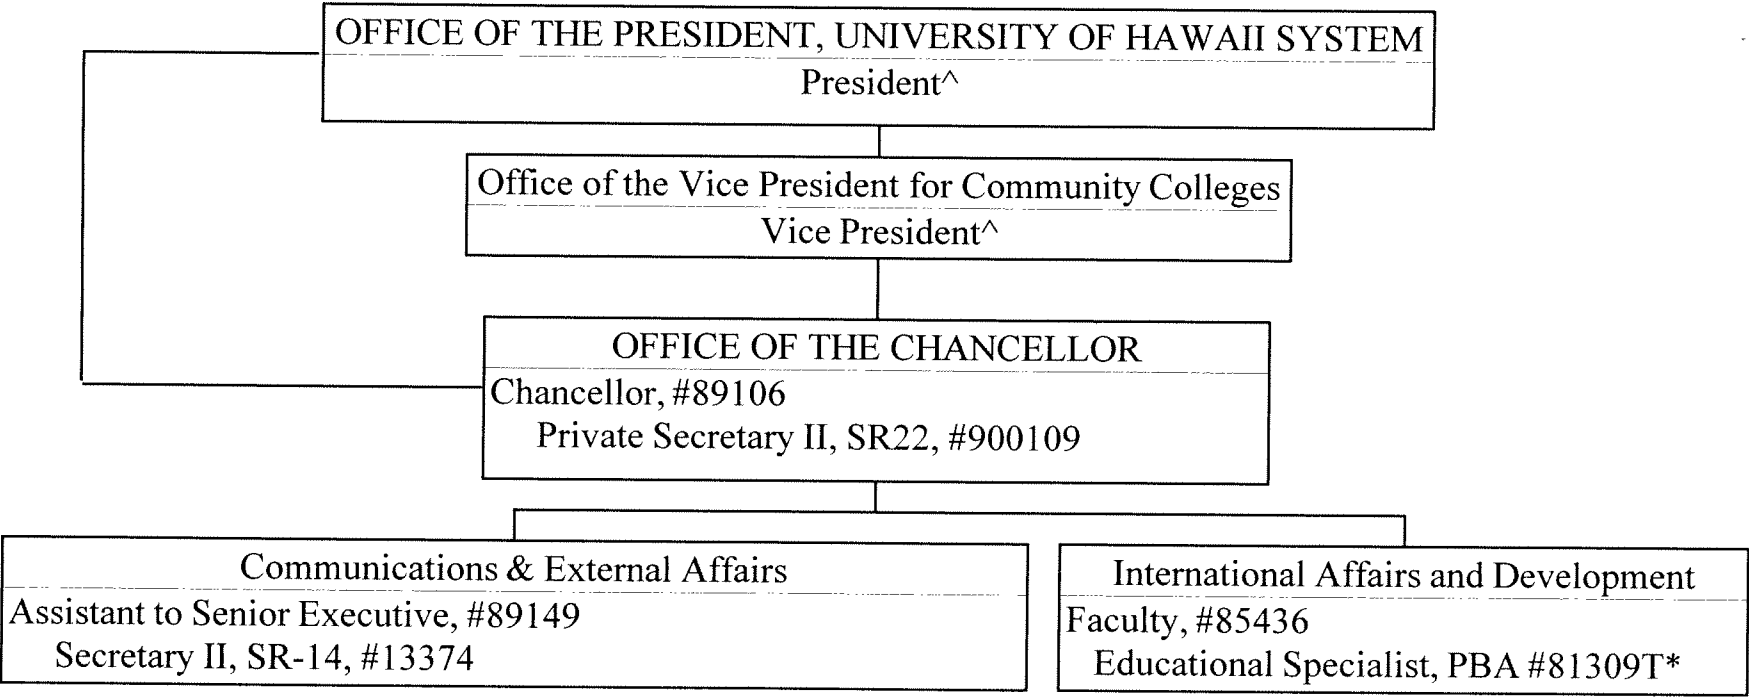 OFFICE OF THE PRESIDENT, UNIVERSITY OF HAWAII SYSTEM
President^
Office of the Vice President for Community Colleges
Vice President^
OFFICE OF THE CHANCELLOR
Chancellor, #89106
Private Secretary II, SR22, #900109
Communications & External Affairs
Assistant to Senior Executive, #89149
Secretary II, SR-14, #13374
International Affairs and Development
Faculty, #85436
Educational Specialist, PBA #81309T*